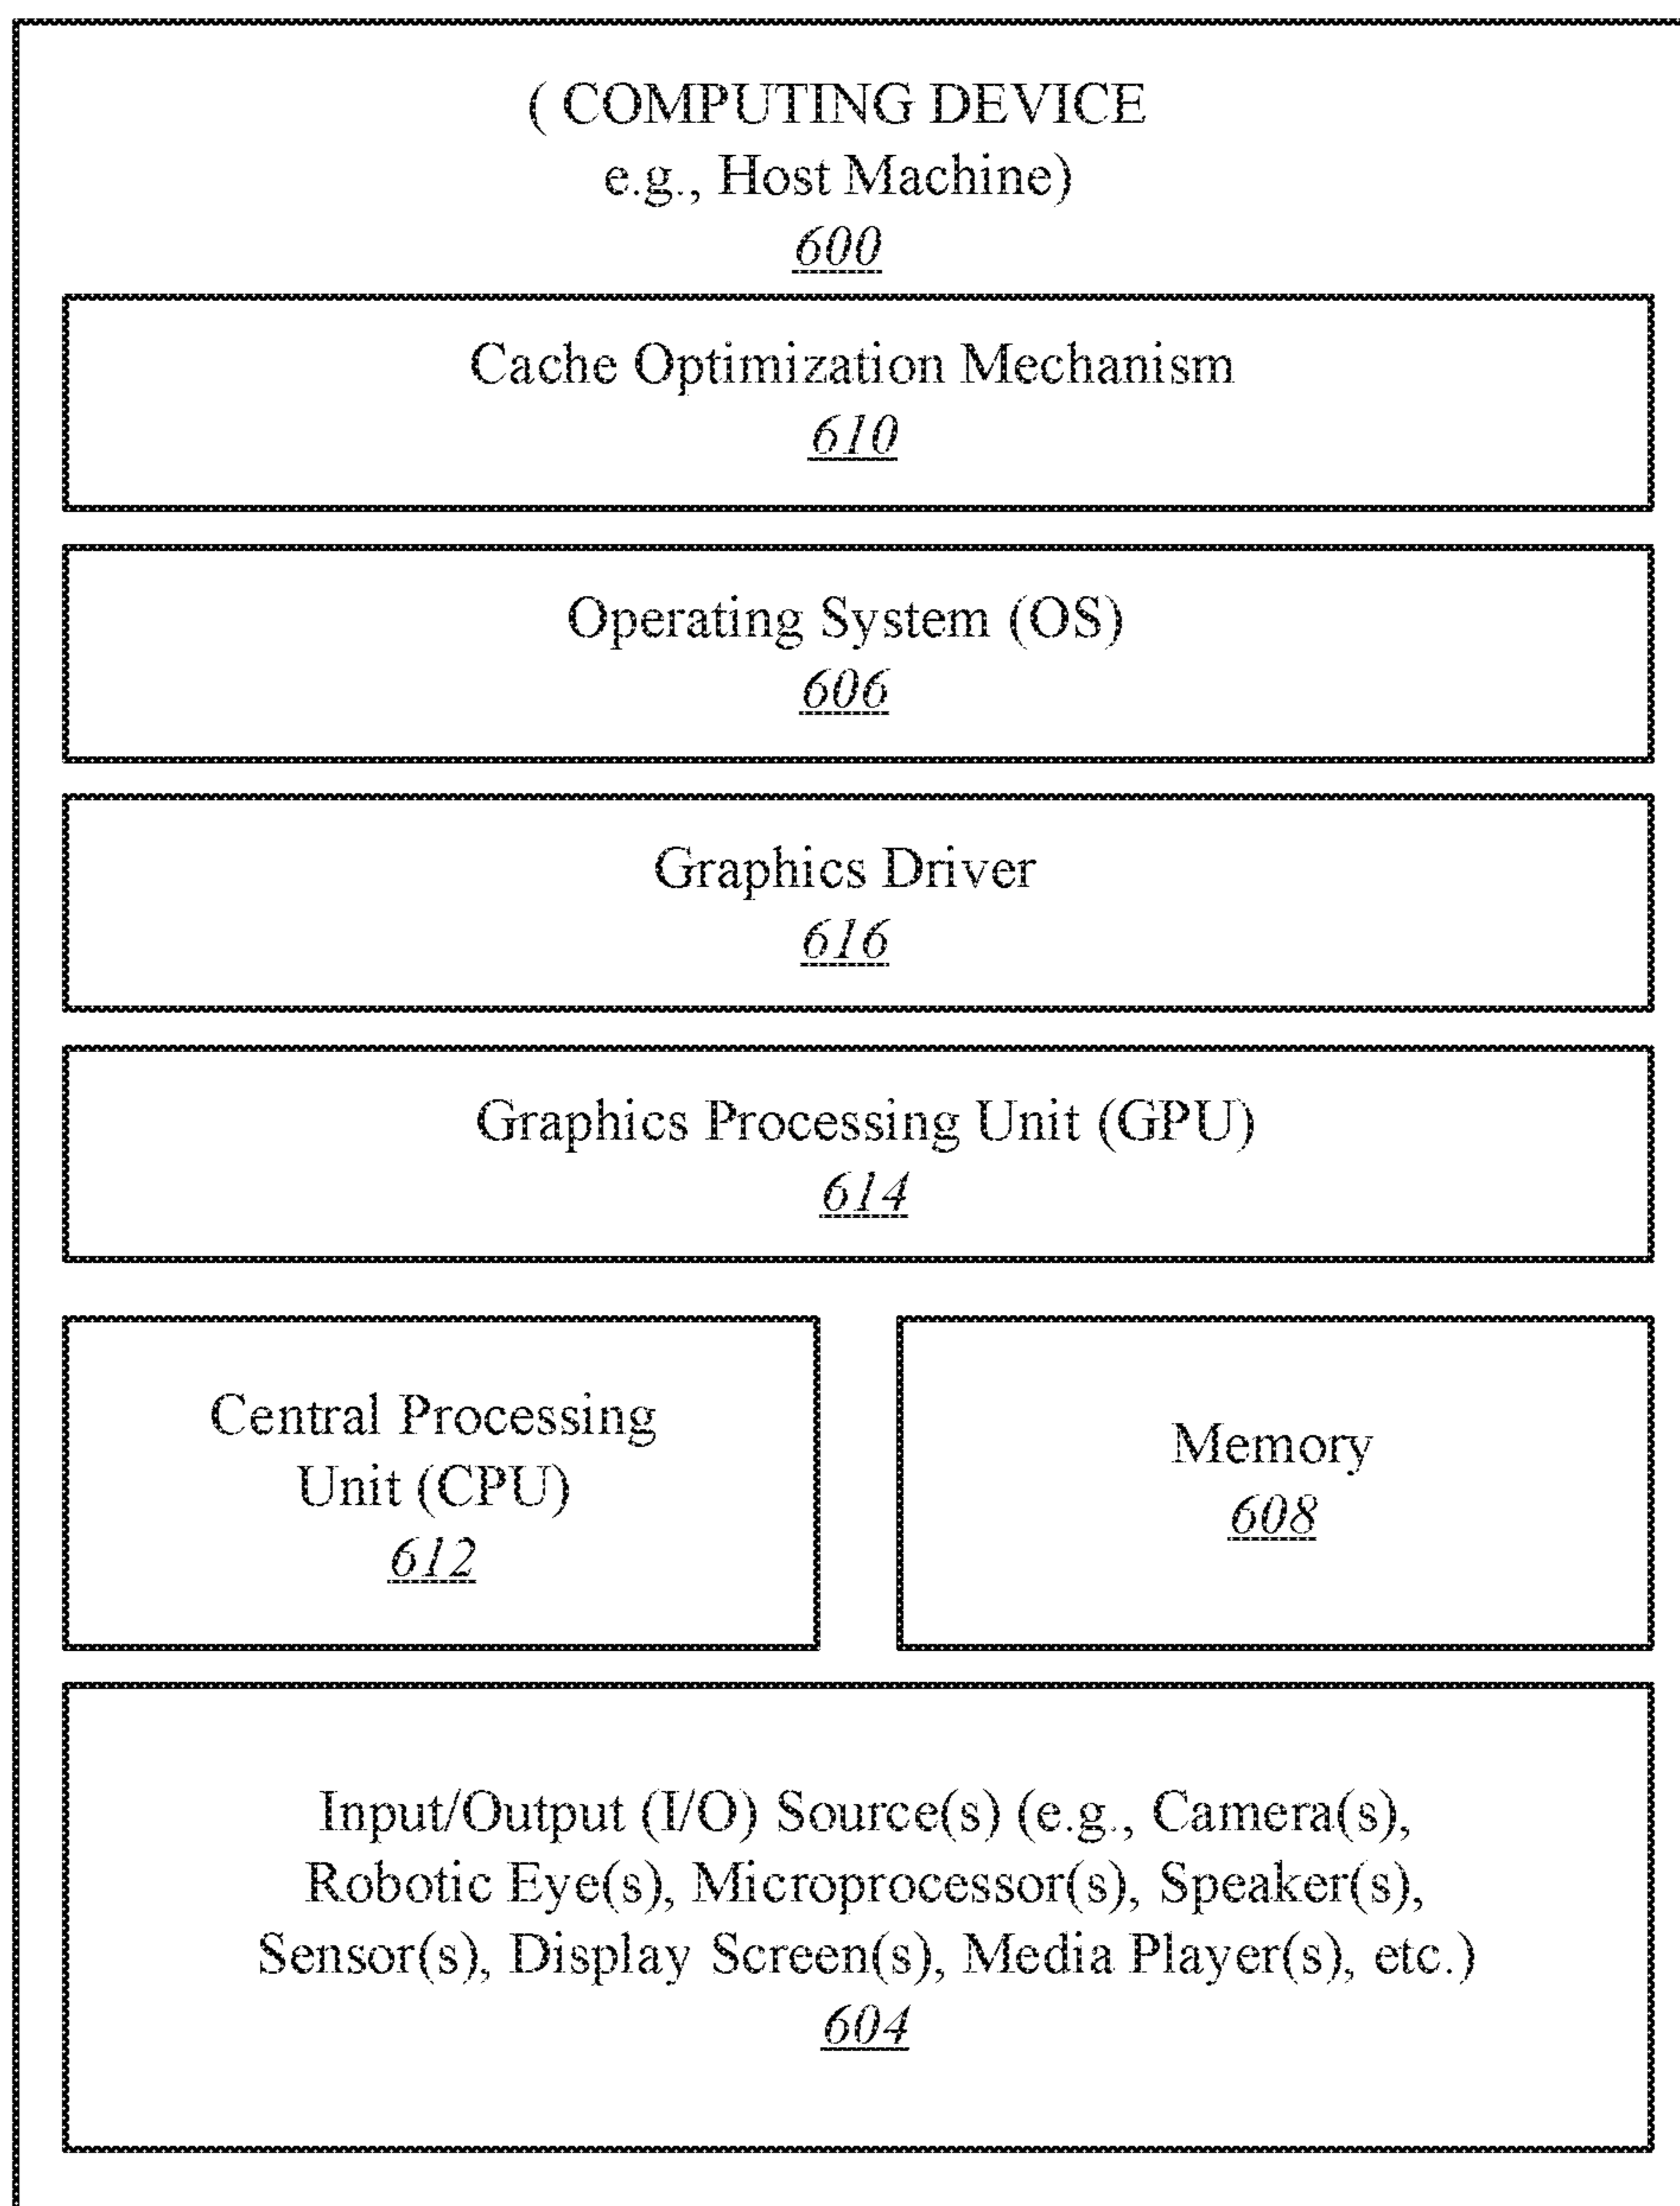 ( COMPUTING DEVICE
e.g., Host Machine)
600
Cache Optimization Mechanism
610
Operating System (OS)
606
Graphics Driver
616
Graphics Processing Unit (GPU)
614
Central Processing
Unit (CPU)
612
Memory
608
Input/Output (I/O) Source(s) (e.g., Camera(s),
Robotic Eye(s), Microprocessor(s), Speaker(s),
Sensor(s), Display Screen(s), Media Player(s), etc.)
604